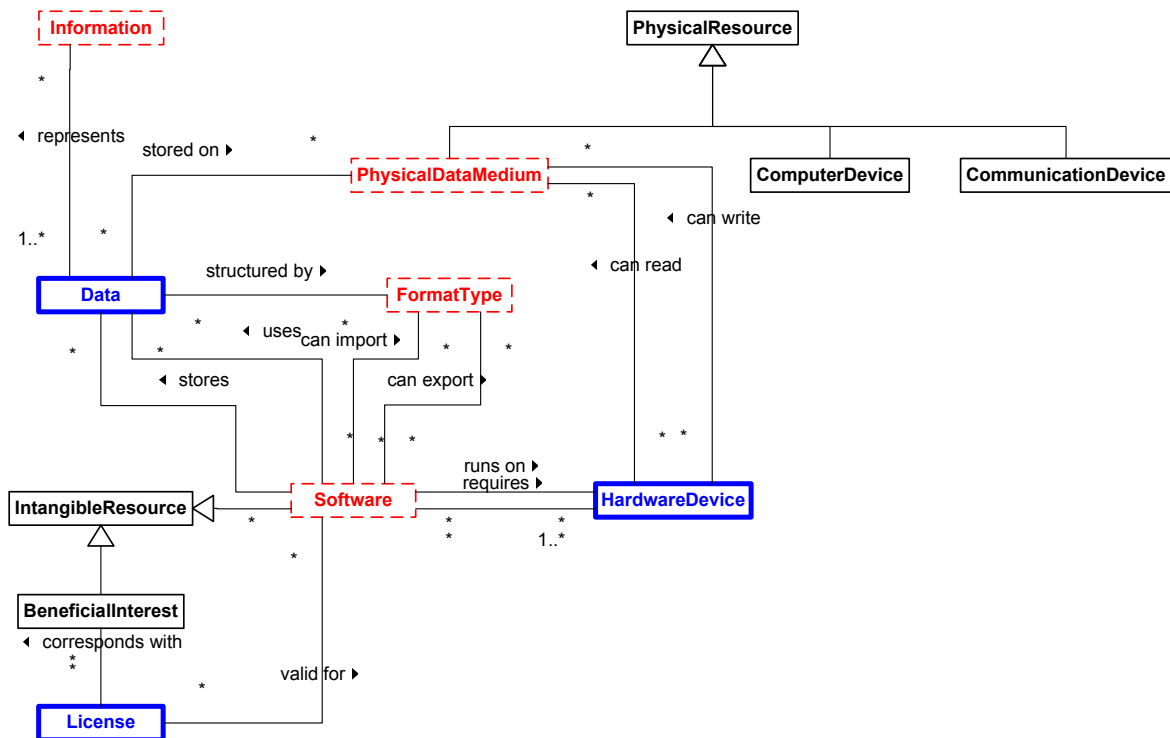 Information
PhysicalResource
*
◄ represents
stored on ►
*
*
PhysicalDataMedium
ComputerDevice
CommunicationDevice
*
◄ can write
1..*
*
◄ can read
structured by ►
Data
FormatType
*
◄ uses
*
can import ►
*
*
*
*
◄ stores
can export ►
*
*
*
*
*
runs on ►
requires ►
IntangibleResource
Software
HardwareDevice
*
*
*
*
1..*
*
BeneficialInterest
◄ corresponds with
*
*
valid for ►
*
License